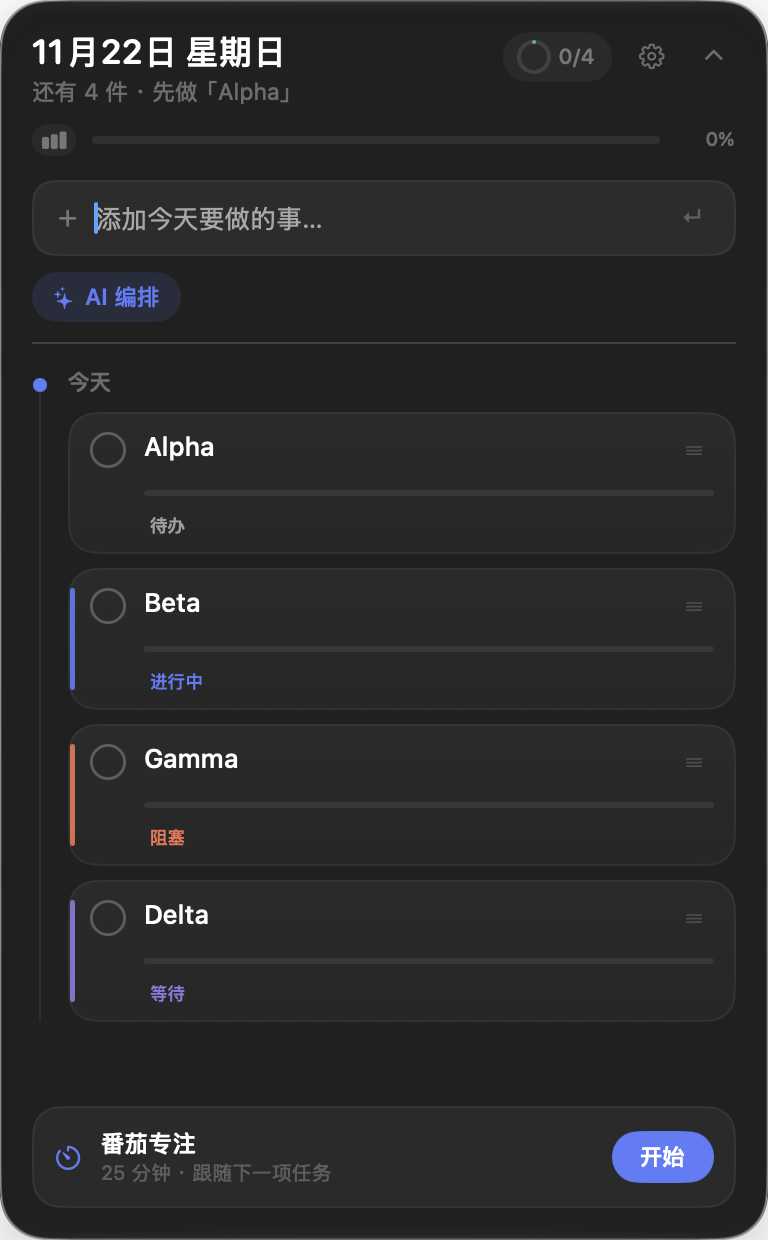 11月22日 星期日
0/4
还有 4 件 · 先做「Alpha」
0%
添加今天要做的事...
AI 编排
今天
Alpha
待办
Beta
进行中
Gamma
阻塞
Delta
等待
番茄专注
25 分钟 · 跟随下一项任务
开始